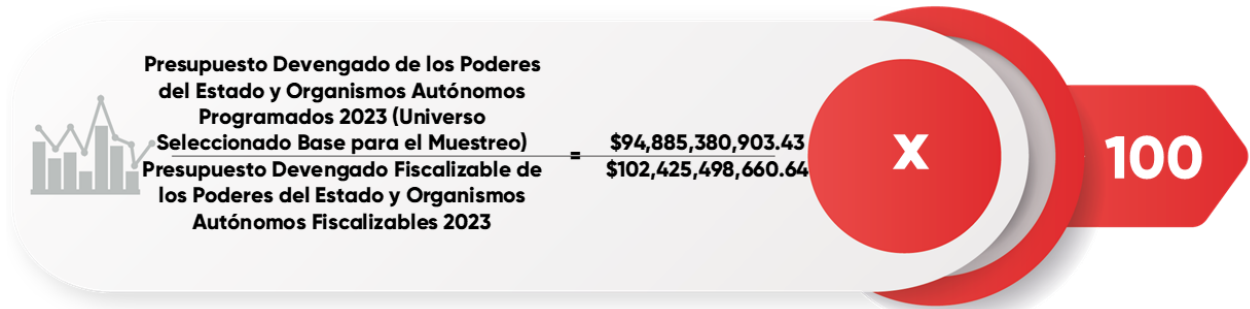 Presupuesto Devengado de los Poderes
del Estado y Organismos Autónomos
Programados 2023 (Universo
Seleccionado Base para el Muestreo)
Presupuesto Devengado Fiscalizable de
los Poderes del Estado y Organismos
Autónomos Fiscalizables 2023
=
$94,885,380,903.43
$102,425,498,660.64
X
100